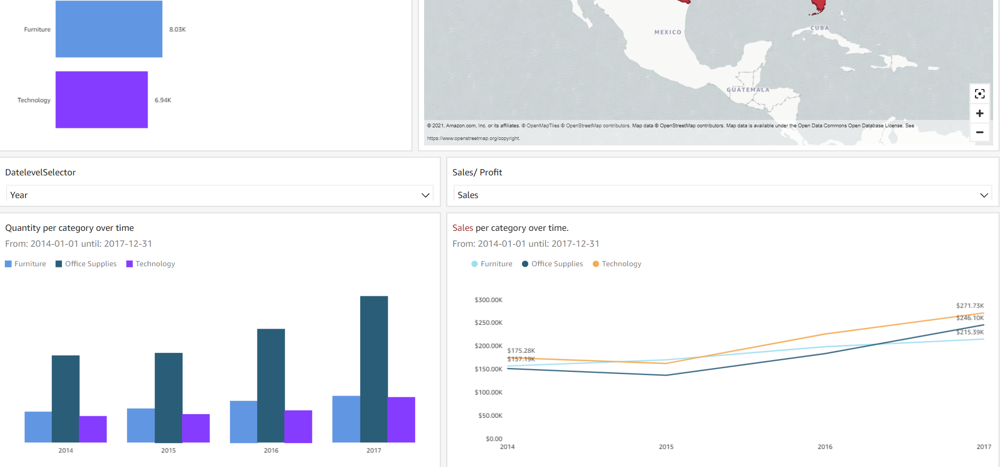 Furniture
8.03K
Technology
6.94K
MEXICO
CUBA
GUATEMALA
© 2021, Amazon.com, Inc. or its affiliates. © OpenMapTiles © OpenStreetMap contributors. Map data © OpenStreetMap contributors. Map data is available under the Open Data Commons Open Database License. See
https://www.openstreetmap.org/copyright.
DatelevelSelector
Year
Sales/ Profit
Sales
Quantity per category over time
From: 2014-01-01 until: 2017-12-31
Furniture Office Supplies Technology
2014 2015 2016 2017
Sales per category over time.
From: 2014-01-01 until: 2017-12-31
Furniture Office Supplies Technology
$300.00K
$271.73K
$246.10K
$250.00K
$215.39K
$200.00K
$175.28K
$157.19K
$150.00K
$100.00K
$50.00K
$0.00
2014 2015 2016 2017